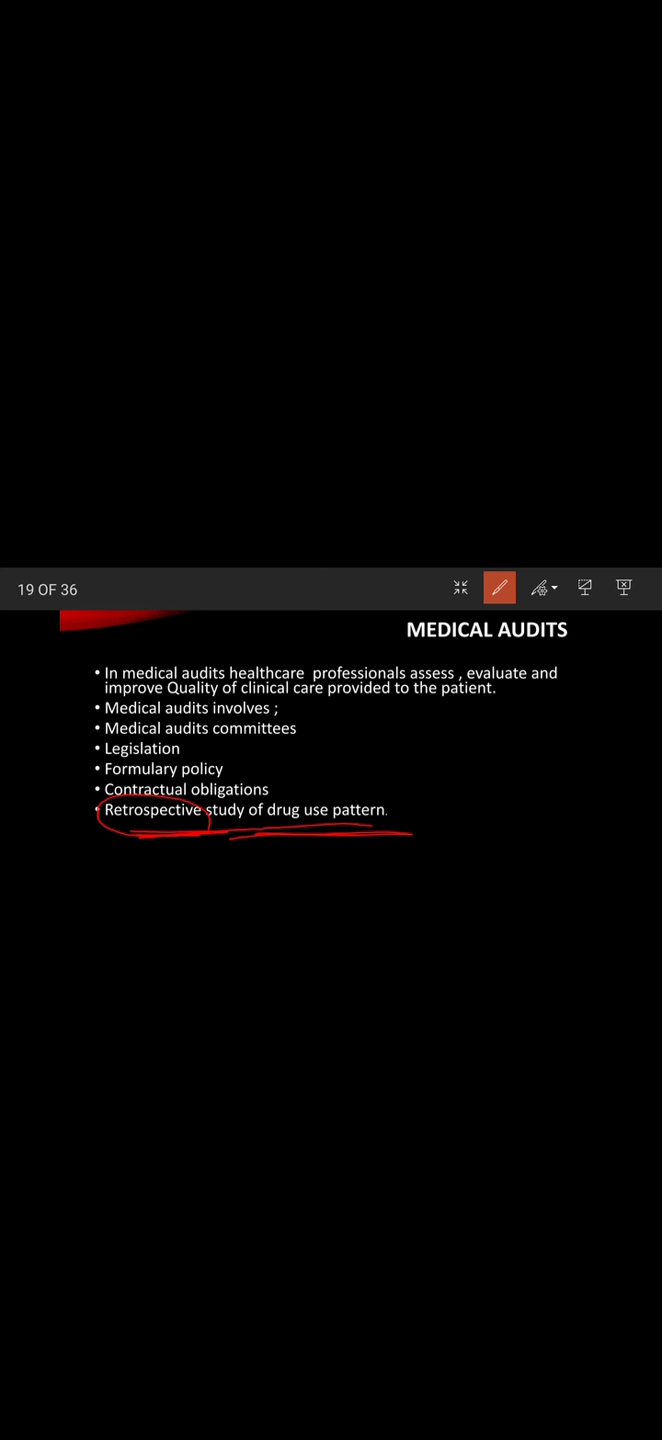 19 OF 36
MEDICAL AUDITS
• In medical audits healthcare  professionals assess , evaluate and
improve Quality of clinical care provided to the patient.
• Medical audits involves ;
• Medical audits committees
• Legislation
• Formulary policy
• Contractual obligations
• Retrospective study of drug use pattern.